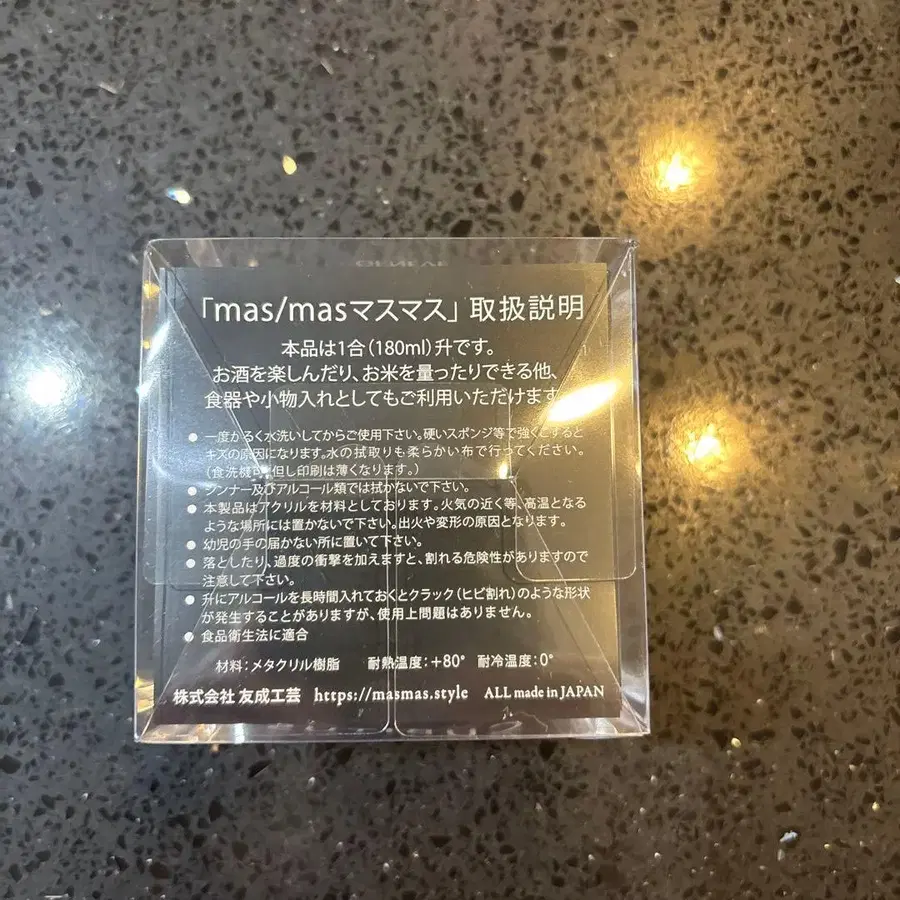 「mas/masマスマス」取扱説明
本品は1合(180ml)升です。
お酒を楽しんだり、お米を量ったりできる他、
食器や小物入れとしてもご利用いただけます
● 一度かるく水洗いしてからご使用下さい。硬いスポンジ等で強くこすると
キズの原因になります。水の拭取りも柔らかい布で行ってください。
(食洗機可 但し印刷は薄くなります。)
● シンナー及びアルコール類では拭かないで下さい。
● 本製品はアクリルを材料としております。火気の近く等、高温となる
ような場所には置かないで下さい。出火や変形の原因となります。
● 幼児の手の届かない所に置いて下さい。
● 落としたり、過度の衝撃を加えますと、割れる危険性がありますので
注意して下さい。
● 升にアルコールを長時間入れておくとクラック(ヒビ割れ)のような形状
が発生することがありますが、使用上問題はありません。
● 食品衛生法に適合
材料:メタクリル樹脂 耐熱温度:+80° 耐冷温度:0°
株式会社 友成工芸 https://masmas.style ALL made in JAPAN